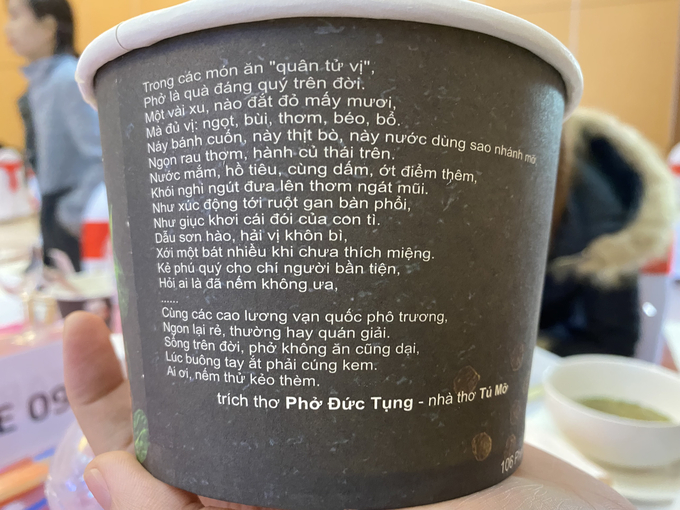 Trong các món ăn "quân tử vị",
Phở là quà đáng quý trên đời.
Một vài xu, nào đắt đỏ mấy mươi,
Mà đủ vị: ngọt, bùi, thơm, béo, bổ.
Này bánh cuốn, này thịt bò, này nước dùng sao nhánh mỡ
Ngọn rau thơm, hành củ thái trên.
Nước mắm, hồ tiêu, cùng dấm, ớt điểm thêm,
Khói nghi ngút đưa lên thơm ngát mũi.
Như xúc động tới ruột gan bàn phổi,
Như giục khơi cái đói của con tì.
Dẫu sơn hào, hải vị khôn bì,
Xới một bát nhiều khi chưa thích miệng.
Kẻ phú quý cho chí người bần tiện,
Hỏi ai là đã nếm không ưa,
......
Cùng các cao lương vạn quốc phô trương,
Ngon lại rẻ, thường hay quán giải.
Sống trên đời, phở không ăn cũng dại,
Lúc buông tay ắt phải cúng kem.
Ai ơi, nếm thử kẻo thèm.
trích thơ Phở Đức Tụng - nhà thơ Tú Mỡ
106
E 09